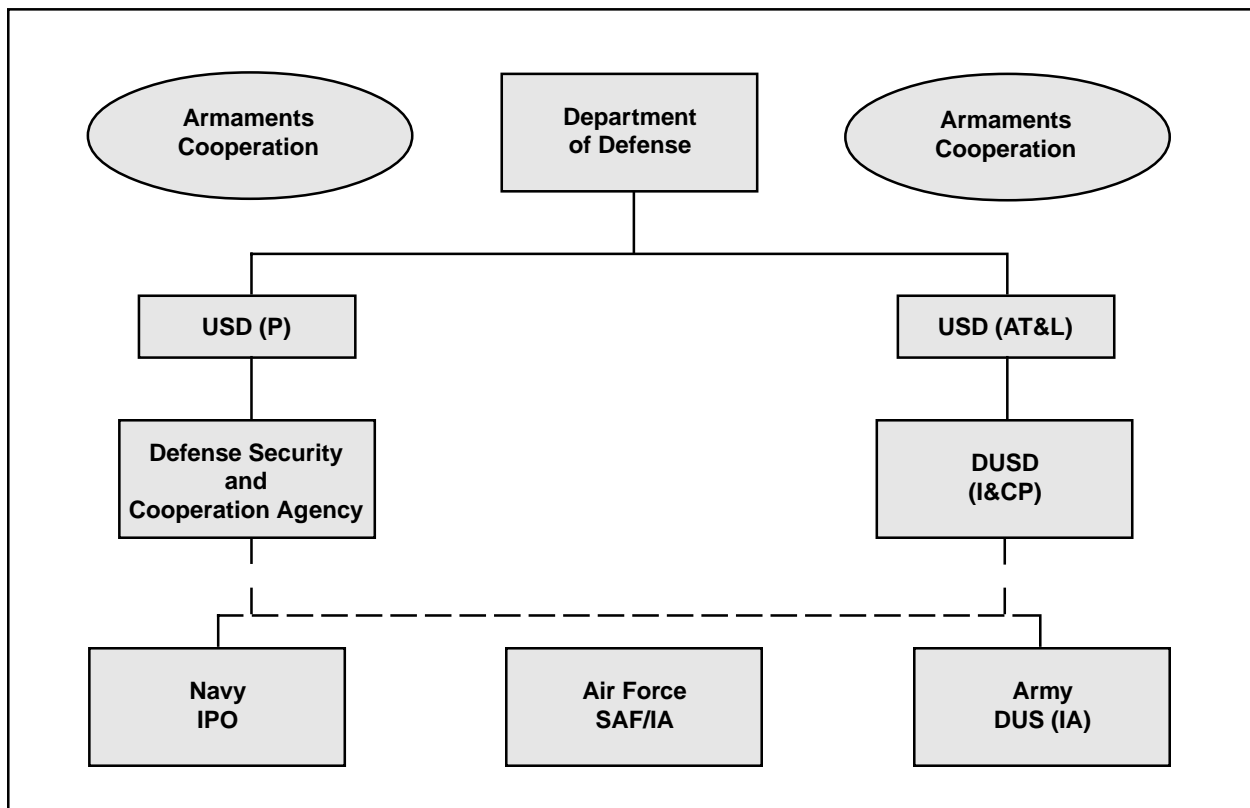 Armaments
Cooperation
Department
of Defense
Armaments
Cooperation
USD (P)
USD (AT&L)
Defense Security
and
Cooperation Agency
DUSD
(I&CP)
Navy
IPO
Air Force
SAF/IA
Army
DUS (IA)